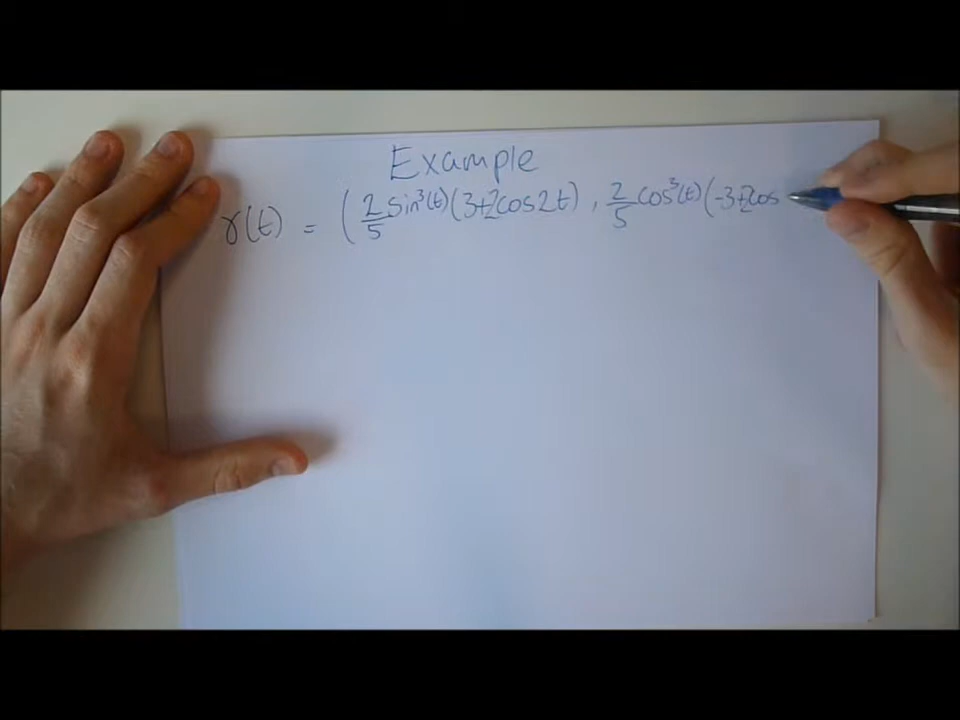 Example
γ(t) = (2/5 sin³(t)(3+2cos2t), 2/5 cos³(t)(-3+2cos